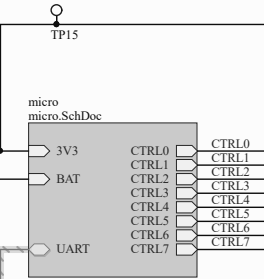 TP15
micro
micro.SchDoc
3V3 CTRL0 CTRL0
CTRL1 CTRL1
BAT CTRL2 CTRL2
CTRL3 CTRL3
CTRL4 CTRL4
CTRL5 CTRL5
CTRL6 CTRL6
UART CTRL7 CTRL7